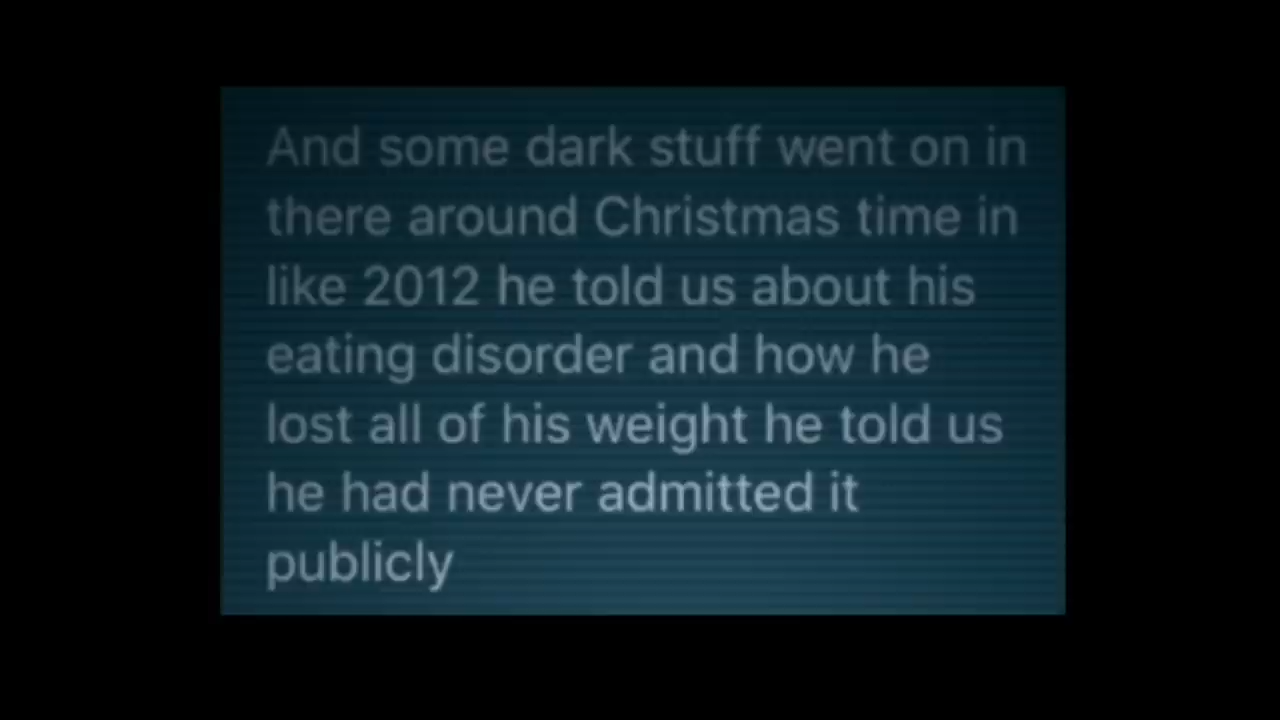 And some dark stuff went on in
there around Christmas time in
like 2012 he told us about his
eating disorder and how he
lost all of his weight he told us
he had never admitted it
publicly